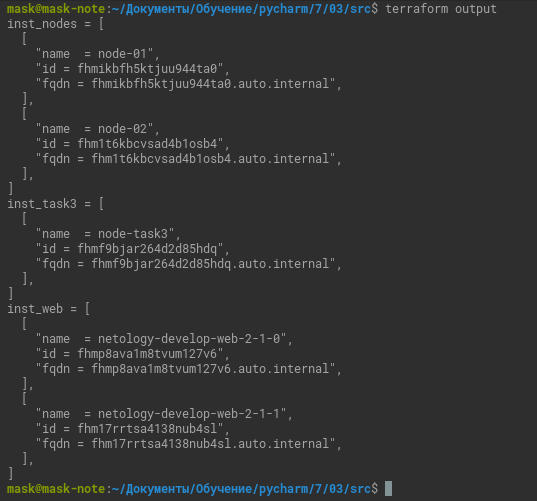 mask@mask-note:~/Документы/Обучение/pycharm/7/03/src$ terraform output
inst_nodes = [
  [
    "name  = node-01",
    "id = fhmikbfh5ktjuu944ta0",
    "fqdn = fhmikbfh5ktjuu944ta0.auto.internal",
  ],
  [
    "name  = node-02",
    "id = fhm1t6kbcvsad4b1osb4",
    "fqdn = fhm1t6kbcvsad4b1osb4.auto.internal",
  ],
]
inst_task3 = [
  [
    "name  = node-task3",
    "id = fhmf9bjar264d2d85hdq",
    "fqdn = fhmf9bjar264d2d85hdq.auto.internal",
  ],
]
inst_web = [
  [
    "name  = netology-develop-web-2-1-0",
    "id = fhmp8ava1m8tvum127v6",
    "fqdn = fhmp8ava1m8tvum127v6.auto.internal",
  ],
  [
    "name  = netology-develop-web-2-1-1",
    "id = fhm17rrtsa4138nub4sl",
    "fqdn = fhm17rrtsa4138nub4sl.auto.internal",
  ],
]
mask@mask-note:~/Документы/Обучение/pycharm/7/03/src$